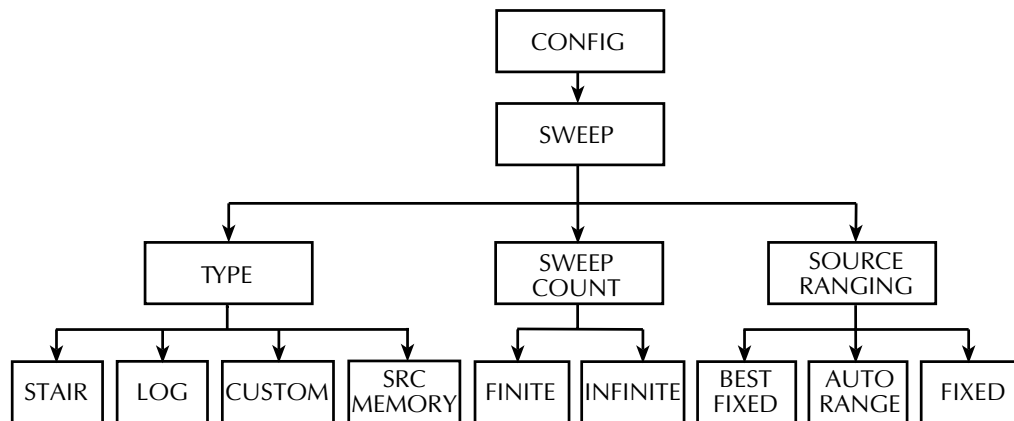 CONFIG
SWEEP
TYPE
SWEEP
COUNT
SOURCE
RANGING
STAIR
LOG
CUSTOM
SRC
MEMORY
FINITE
INFINITE
BEST
FIXED
AUTO
RANGE
FIXED